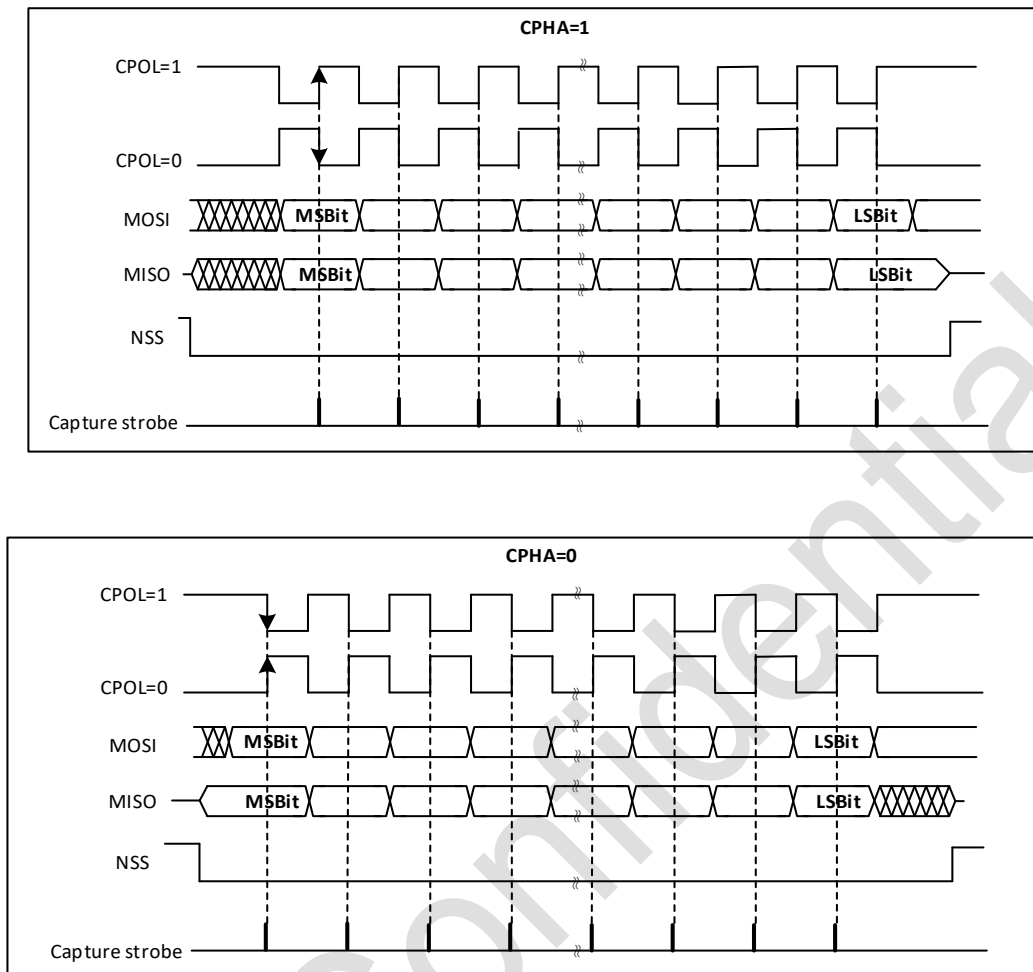 CPHA=1
CPOL=1
CPOL=0
MOSI MSBit LSBit
MISO MSBit LSBit
NSS
Capture strobe
CPHA=0
CPOL=1
CPOL=0
MOSI MSBit LSBit
MISO MSBit LSBit
NSS
Capture strobe
Confidential